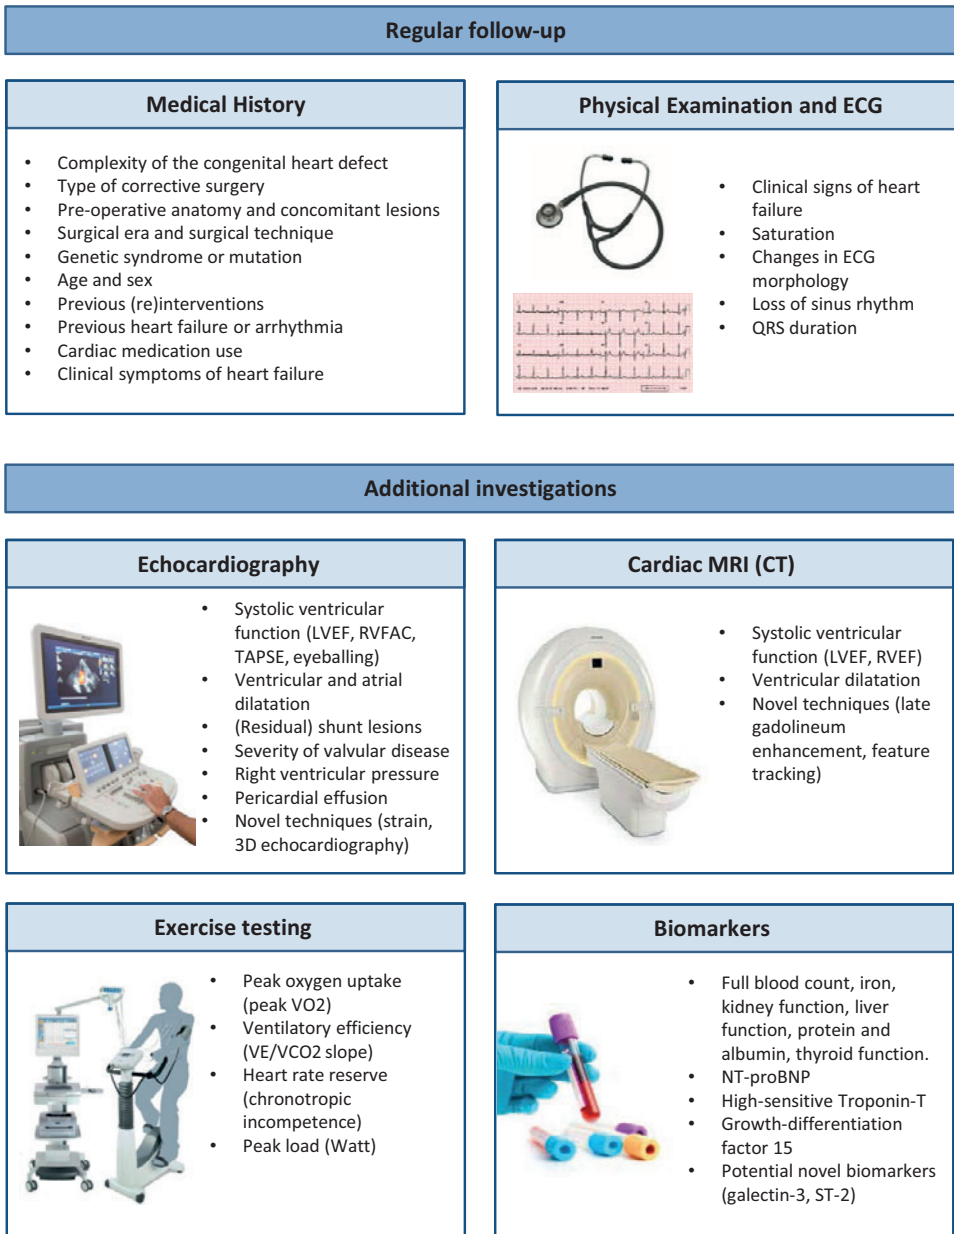 Regular follow-up
Medical History
• Complexity of the congenital heart defect
• Type of corrective surgery
• Pre-operative anatomy and concomitant lesions
• Surgical era and surgical technique
• Genetic syndrome or mutation
• Age and sex
• Previous (re)interventions
• Previous heart failure or arrhythmia
• Cardiac medication use
• Clinical symptoms of heart failure
Physical Examination and ECG
• Clinical signs of heart
failure
• Saturation
• Changes in ECG
morphology
• Loss of sinus rhythm
• QRS duration
Additional investigations
Echocardiography
• Systolic ventricular
function (LVEF, RVFAC,
TAPSE, eyeballing)
• Ventricular and atrial
dilatation
• (Residual) shunt lesions
• Severity of valvular disease
• Right ventricular pressure
• Pericardial effusion
• Novel techniques (strain,
3D echocardiography)
Cardiac MRI (CT)
• Systolic ventricular
function (LVEF, RVEF)
• Ventricular dilatation
• Novel techniques (late
gadolineum
enhancement, feature
tracking)
Exercise testing
• Peak oxygen uptake
(peak VO2)
• Ventilatory efficiency
(VE/VCO2 slope)
• Heart rate reserve
(chronotropic
incompetence)
• Peak load (Watt)
Biomarkers
• Full blood count, iron,
kidney function, liver
function, protein and
albumin, thyroid function.
• NT-proBNP
• High-sensitive Troponin-T
• Growth-differentiation
factor 15
• Potential novel biomarkers
(galectin-3, ST-2)